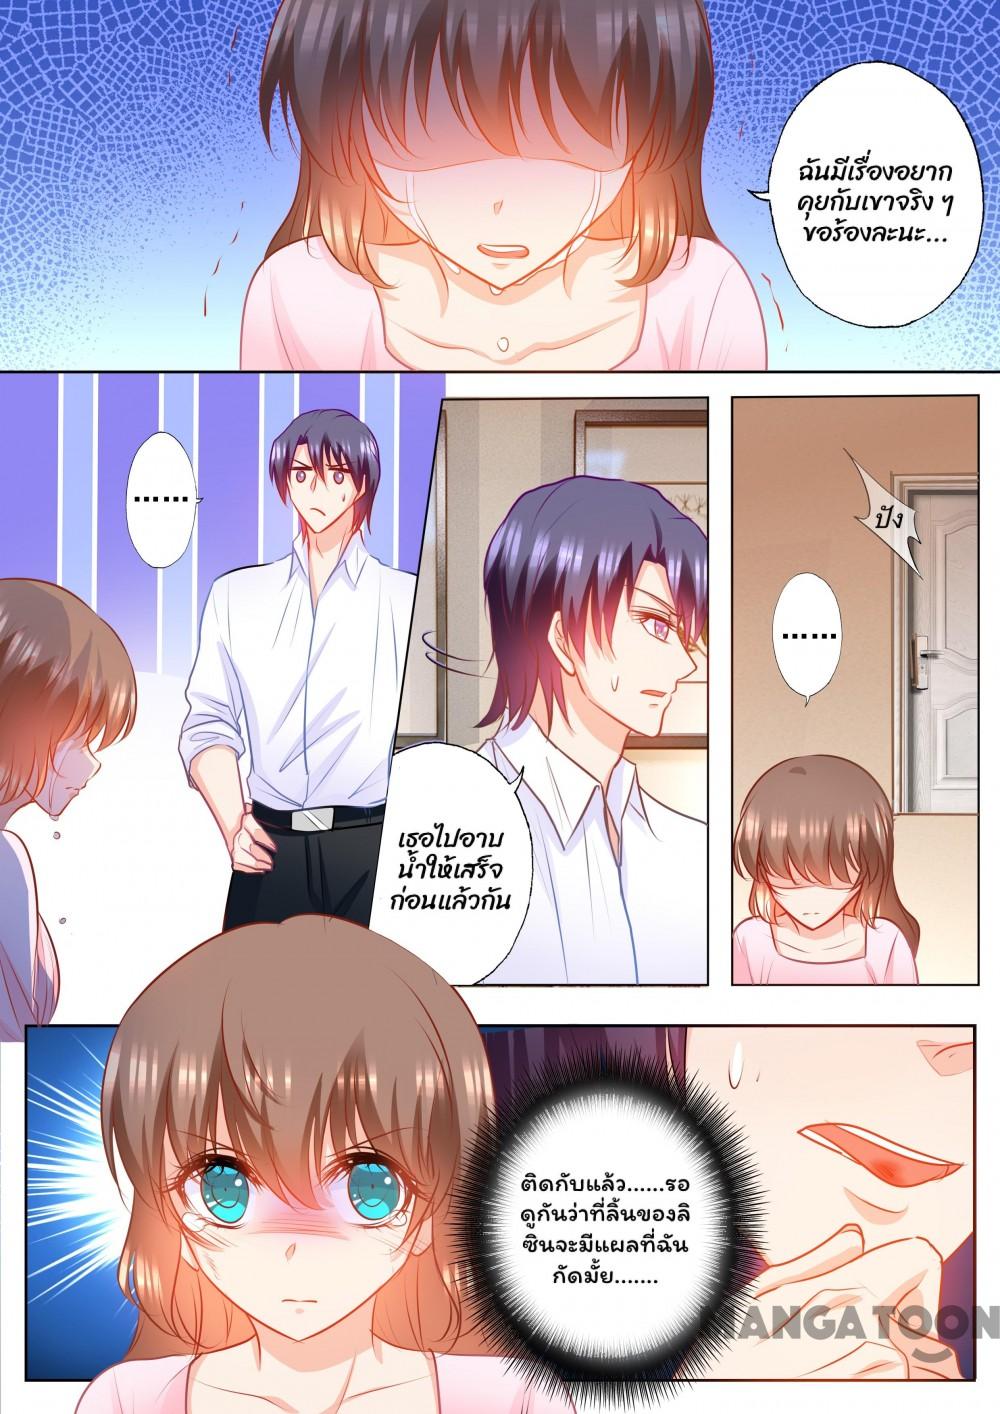 ฉันมีเรื่องอยาก
คุยกับเขาจริง ๆ
ขอร้องละนะ...
.......
เธอไปอาบ
น้ำให้เสร็จ
ก่อนแล้วกัน
ปัง
.......
ติดกับแล้ว......รอ
ดูกันว่าที่ลิ้นของลิ
ซินจะมีแผลที่ฉัน
กัดมั้ย.......
MANGATOON